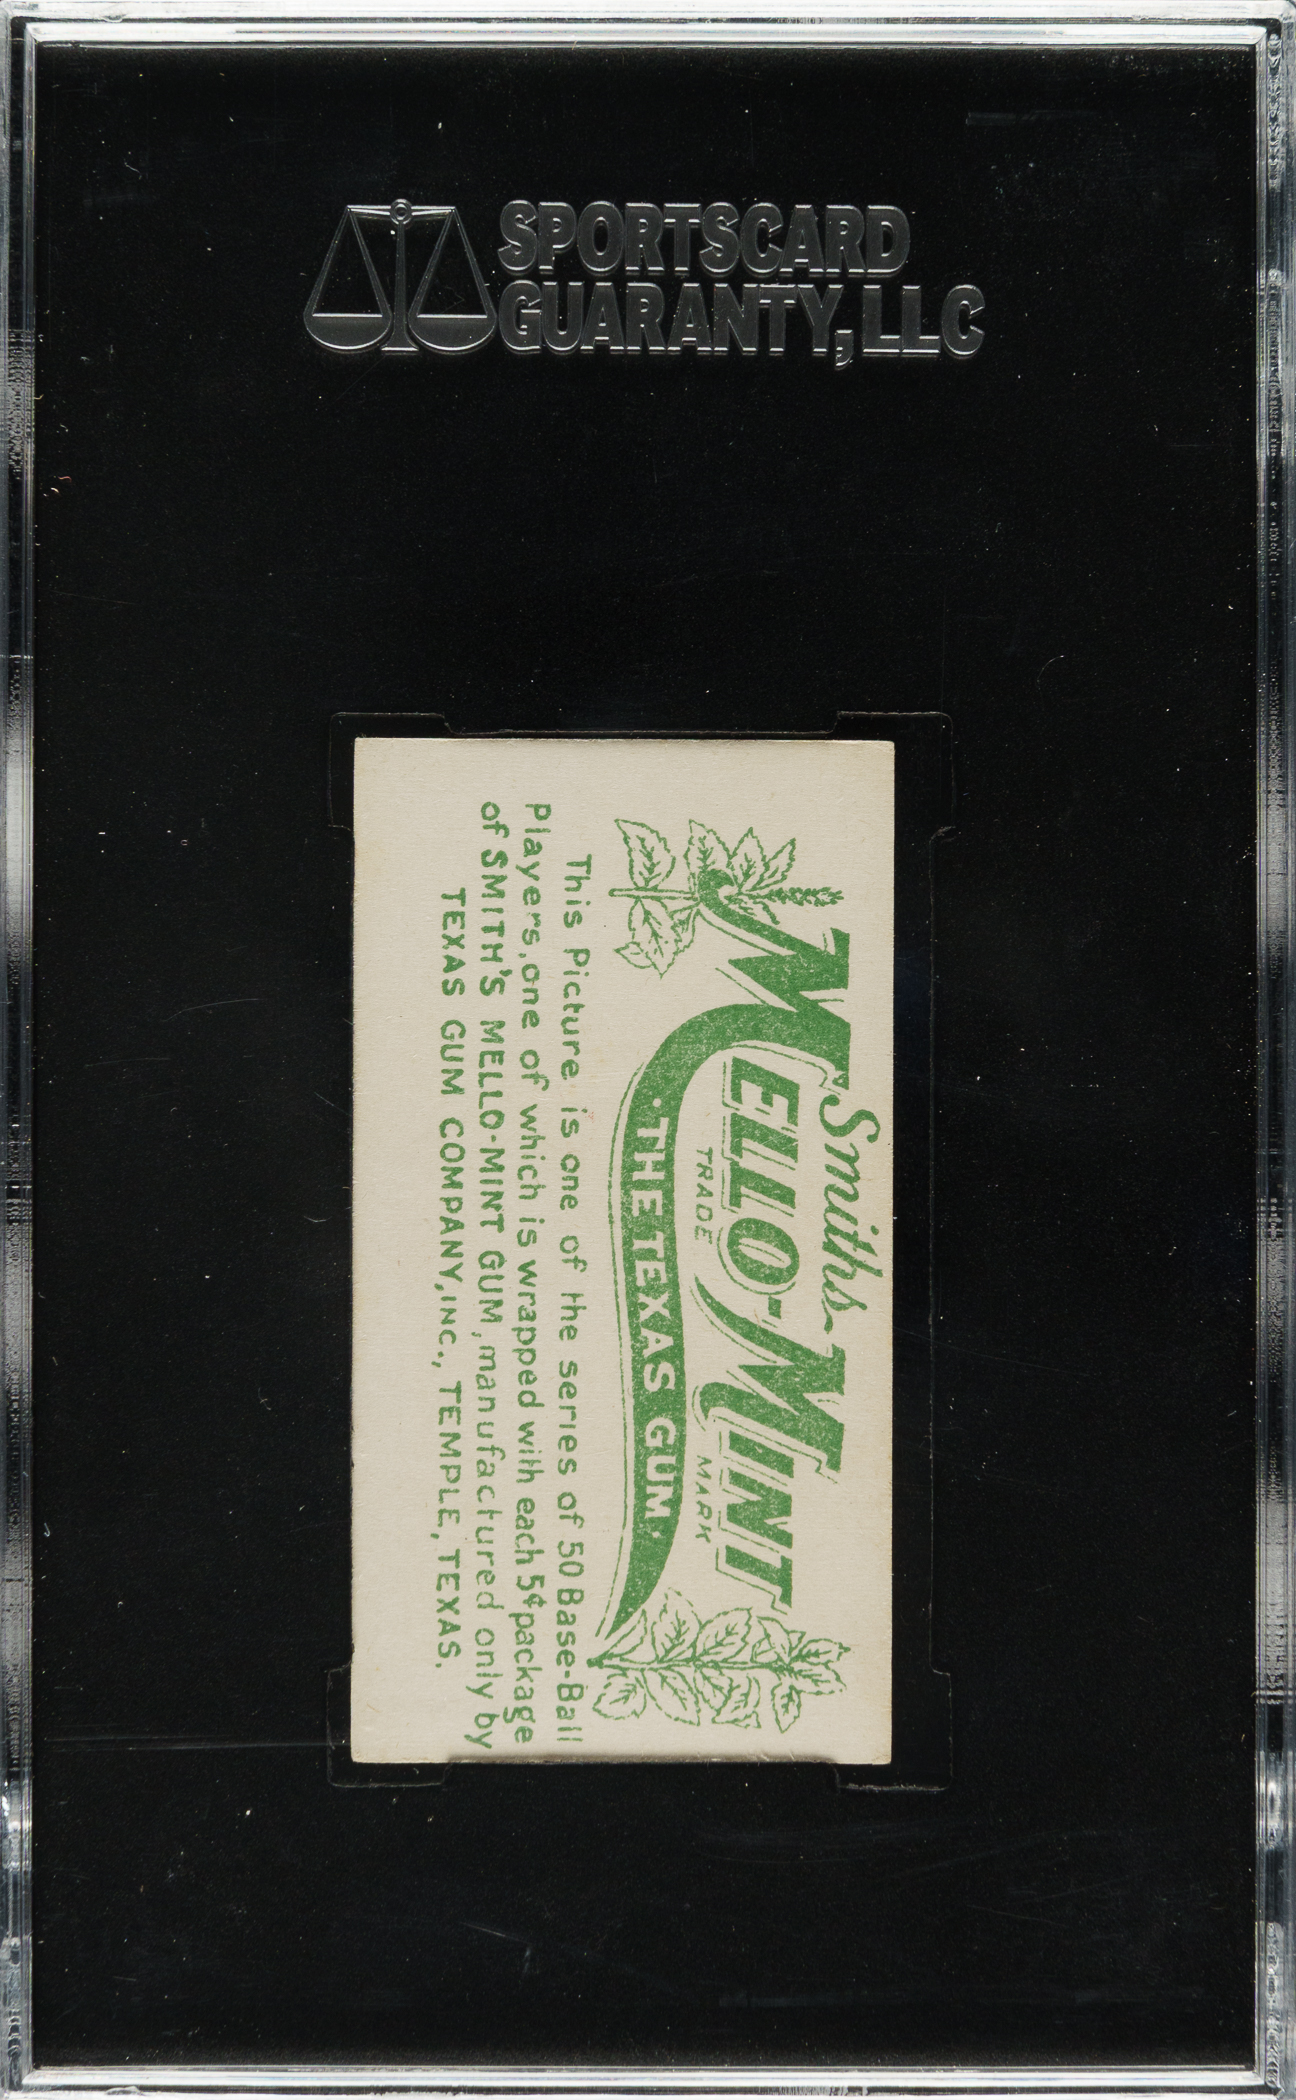 SPORTSCARD
GUARANTY, LLC
Smiths
MELLO-MINT
TRADE MARK
· THE TEXAS GUM ·
This Picture is one of the series of 50 Base-Ball
Players, one of which is wrapped with each 5¢ package
of SMITH'S MELLO-MINT GUM, manufactured only by
TEXAS GUM COMPANY, INC., TEMPLE, TEXAS.